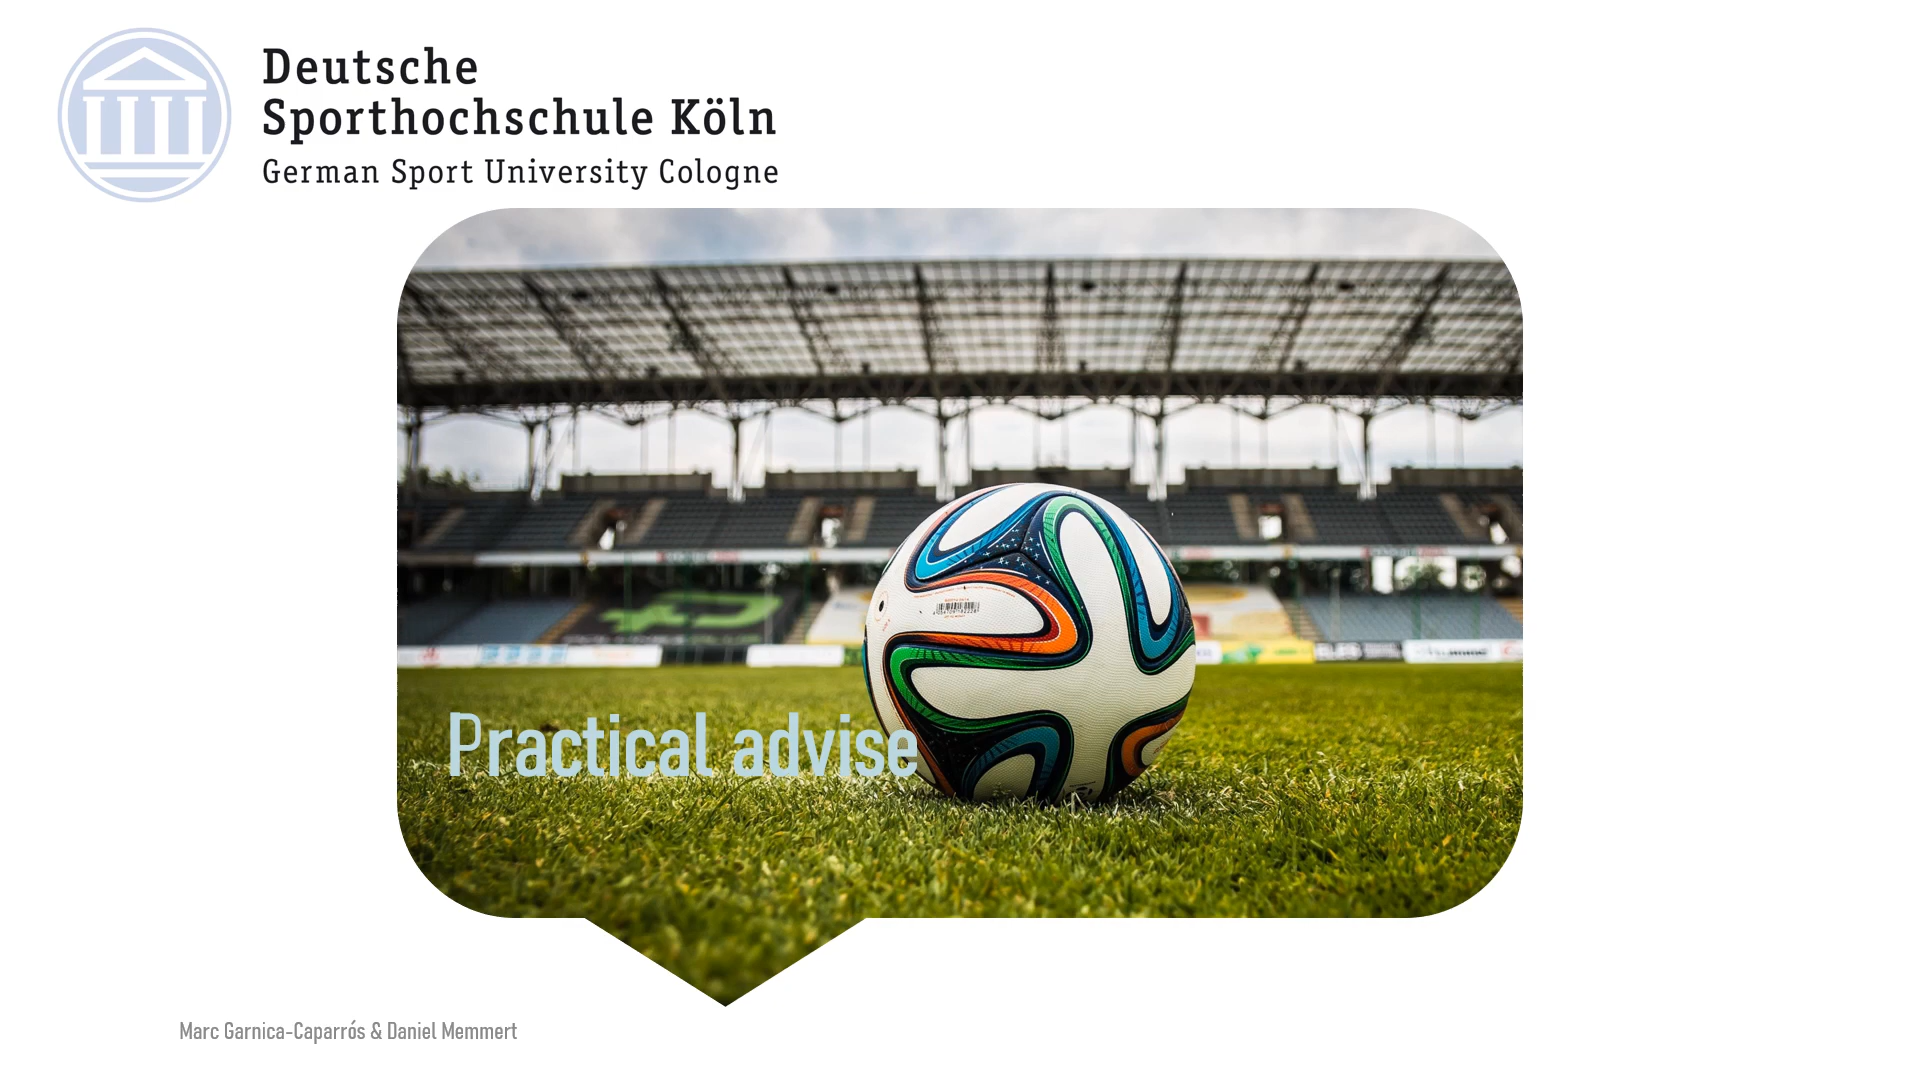 Deutsche
Sporthochschule Köln
German Sport University Cologne
Practical advise
Marc Garnica-Caparrós & Daniel Memmert